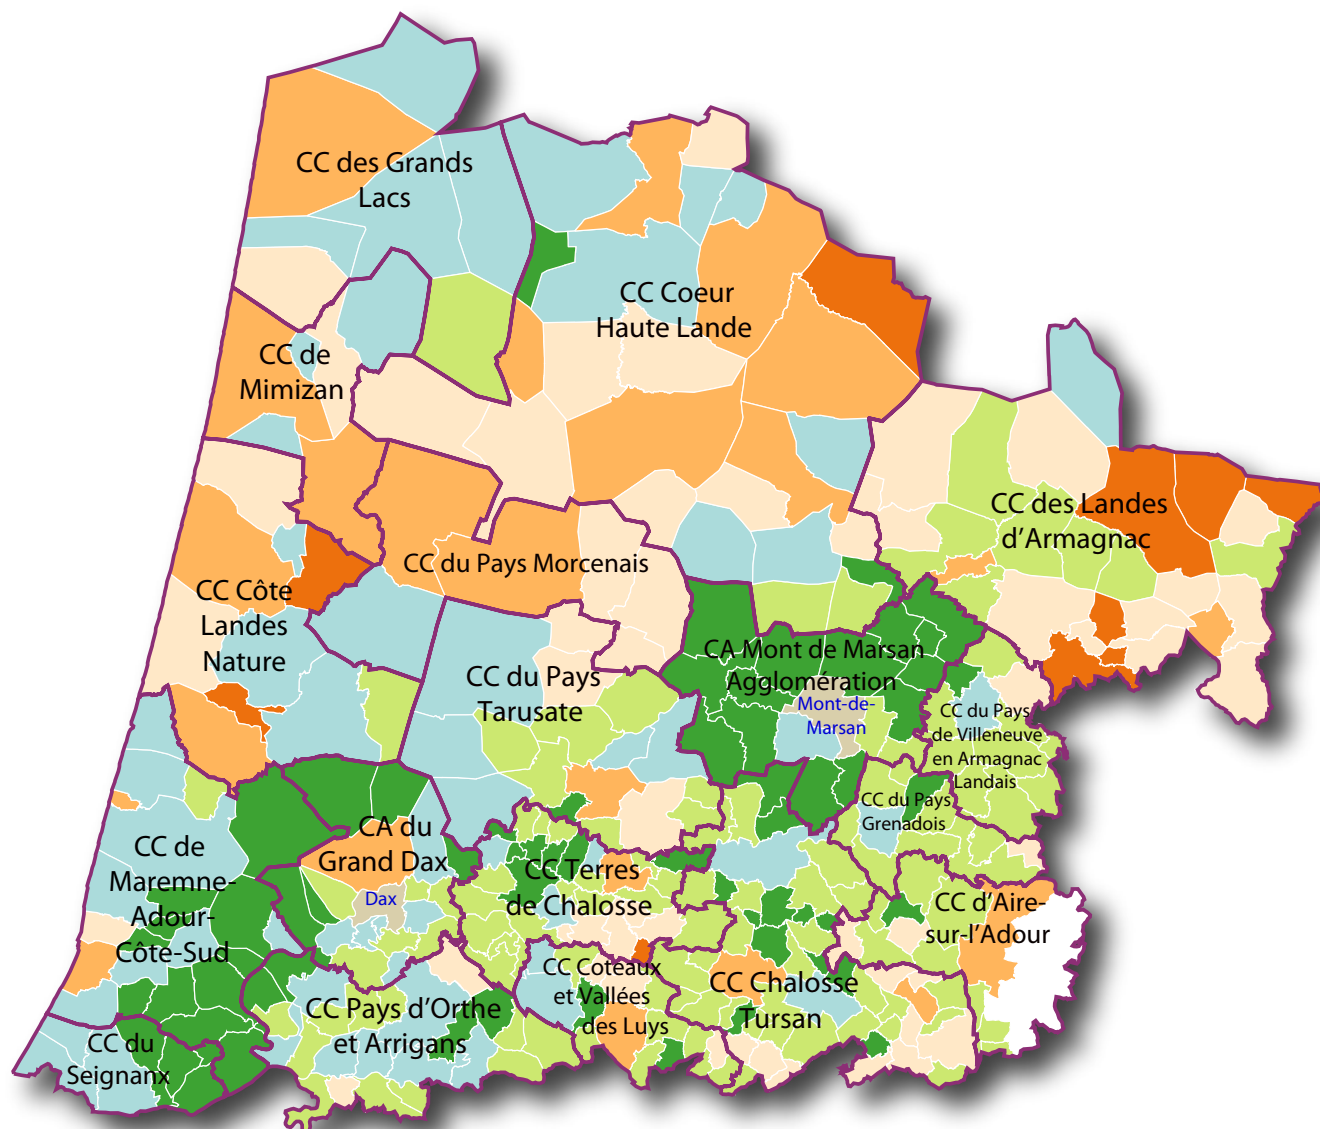 CC des Grands
Lacs
CC Coeur
Haute Lande
CC de
Mimizan
CC des Landes
d'Armagnac
CC du Pays Morcenais
CC Côte
Landes
Nature
CA Mont de Marsan
Agglomération
Mont-de-
Marsan
CC du Pays
Tarusate
CC du Pays
de Villeneuve
en Armagnac
Landais
CC du Pays
Grenadois
CA du
Grand Dax
Dax
CC de
Maremne-
Adour-
Côte-Sud
CC Terres
de Chalosse
CC d'Aire-
sur-l'Adour
CC Coteaux
et Vallées
des Luys
CC Chalosse
Tursan
CC Pays d'Orthe
et Arrigans
CC du
Seignanx